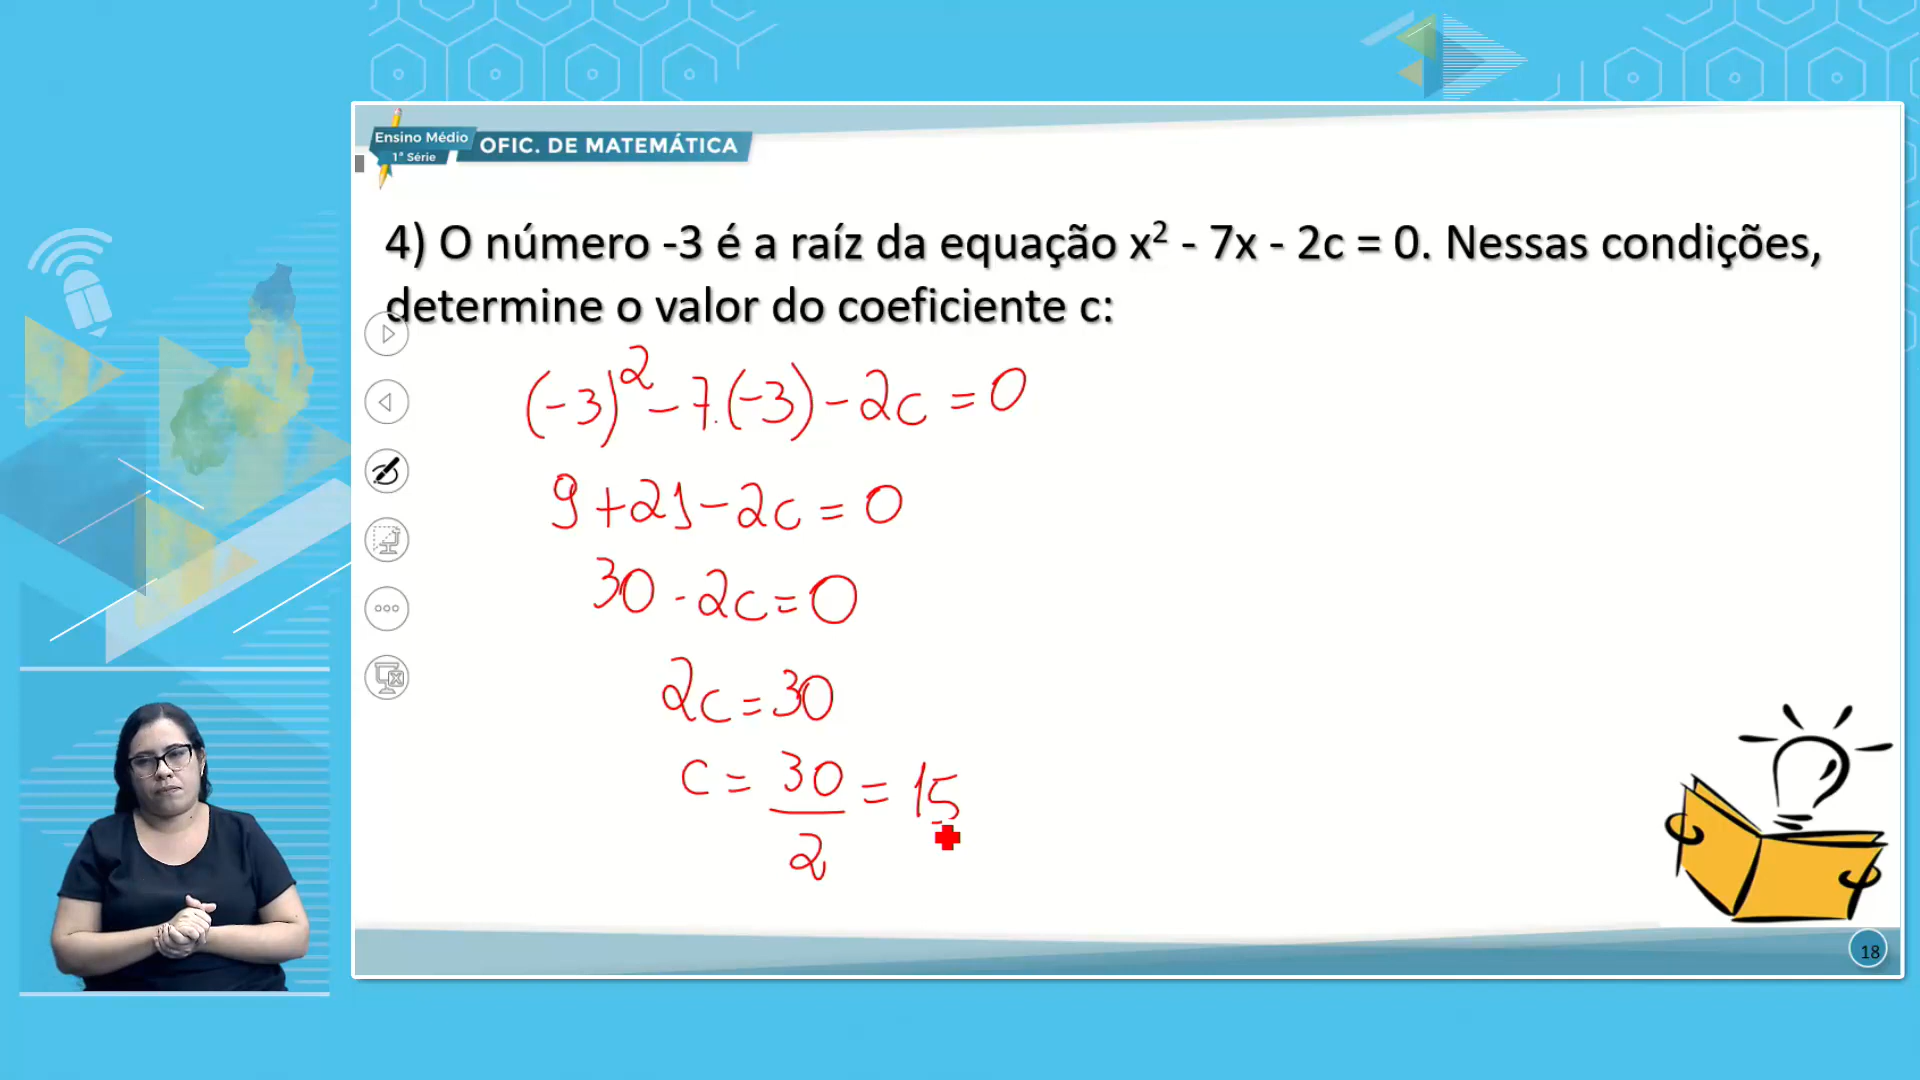 Ensino Médio
1ª Série
OFIC. DE MATEMÁTICA
4) O número -3 é a raíz da equação x² - 7x - 2c = 0. Nessas condições,
determine o valor do coeficiente c:
(-3)² - 7.(-3) - 2c = 0
9 + 21 - 2c = 0
30 - 2c = 0
2c = 30
c = 30/2 = 15
18